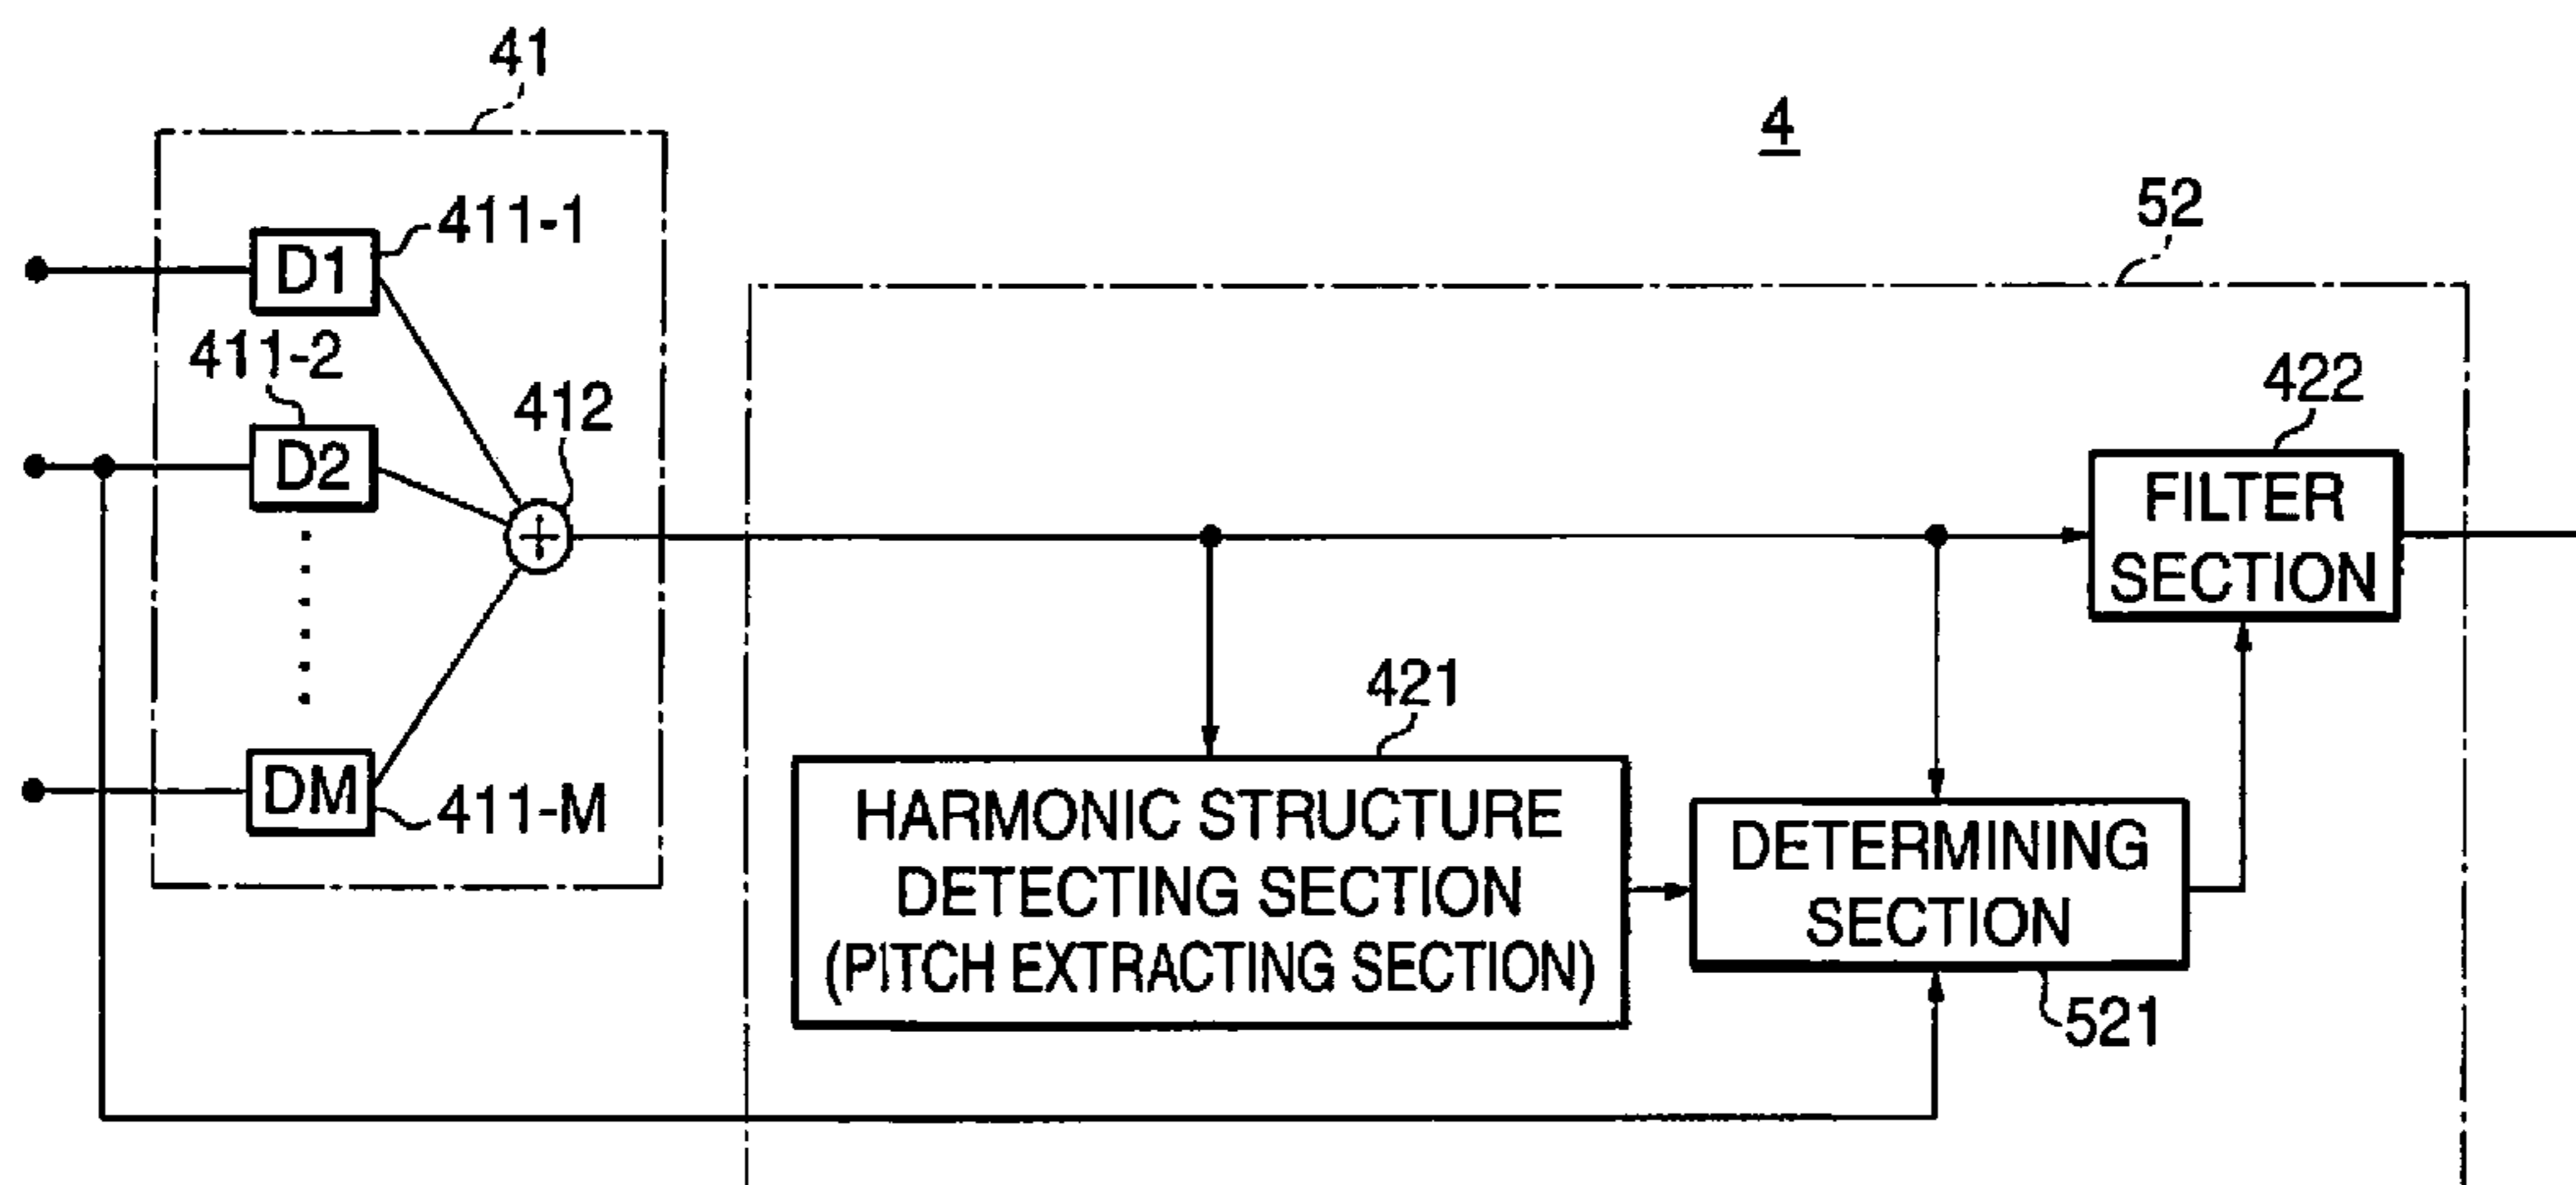 41
4
52
411-1
D1
411-2
412
422
D2
FILTER
SECTION
421
DM
411-M
HARMONIC STRUCTURE
DETECTING SECTION
(PITCH EXTRACTING SECTION)
DETERMINING
SECTION
521